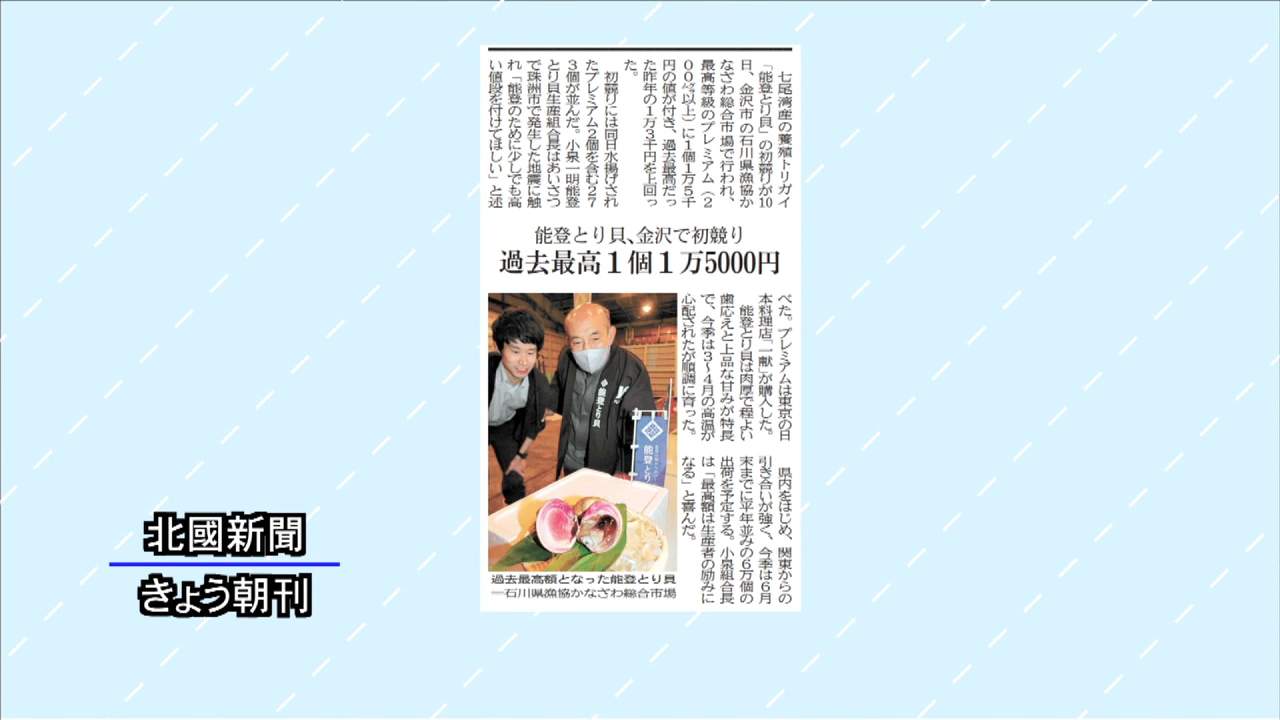 能登とり貝、金沢で初競り
過去最高1個1万5000円
七尾湾産の養殖トリガイ
「能登とり貝」の初競りが10
日、金沢市の石川県漁協か
なざわ総合市場で行われ、
最高等級のプレミアム(2
00㌘以上)に1個1万5千
円の値が付き、過去最高だっ
た昨年の1万3千円を上回っ
た。
初競りには同日水揚げされ
たプレミアム2個を含む27
3個が並んだ。小泉一明能登
とり貝生産組合長はあいさつ
で珠洲市で発生した地震に触
れ「能登のために少しでも高
い値段を付けてほしい」と述
べた。プレミアムは東京の日
本料理店「一献」が購入した。
能登とり貝は肉厚で程よい
歯応えと上品な甘みが特長
で、今季は3~4月の高温が
心配されたが順調に育った。
県内をはじめ、関東からの
引き合いが強く、今季は6月
末までに平年並みの6万個の
出荷を予定する。小泉組合長
は「最高額は生産者の励みに
なる」と喜んだ。
能登とり貝
能登とり
過去最高額となった能登とり貝
=石川県漁協かなざわ総合市場
北國新聞
きょう朝刊